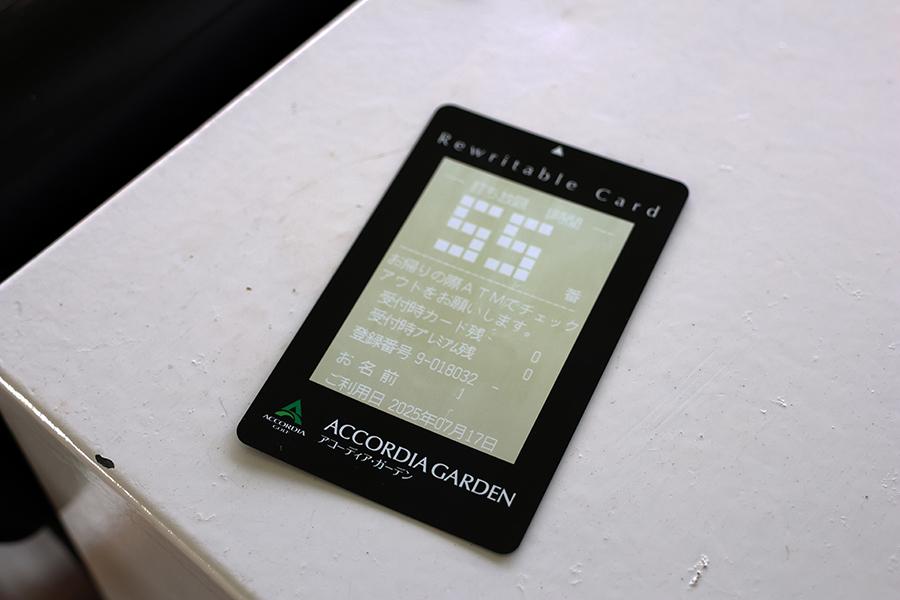 Rewritable Card
55
番
お帰りの際ATMでチェック
アウトをお願いします。
受付時カード残: 0
受付時プレミアム残 0
登録番号 9-018032 -
お名前
ご利用日 2025年07月17日
ACCORDIA
GOLF
ACCORDIA GARDEN
アコーディア・ガーデン